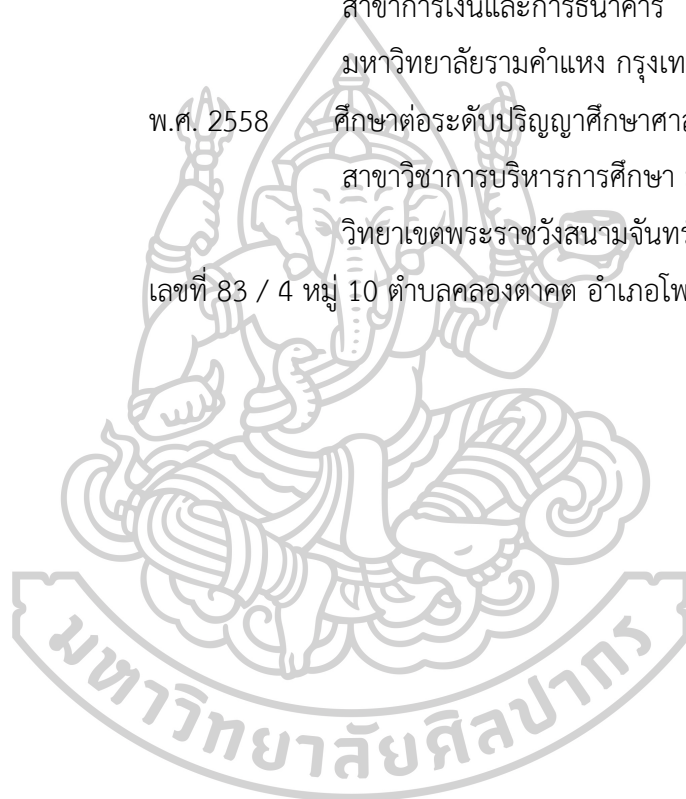 สาขาการเงินและการธนาคาร
มหาวิทยาลัยรามคำแหง กรุงเท
พ.ศ. 2558 ศึกษาต่อระดับปริญญาศึกษาศา
สาขาวิชาการบริหารการศึกษา
วิทยาเขตพระราชวังสนามจันทร์
เลขที่ 83 / 4 หมู่ 10 ตำบลคลองตาคต อำเภอโพ
มหาวิทยาลัยศิลปากร